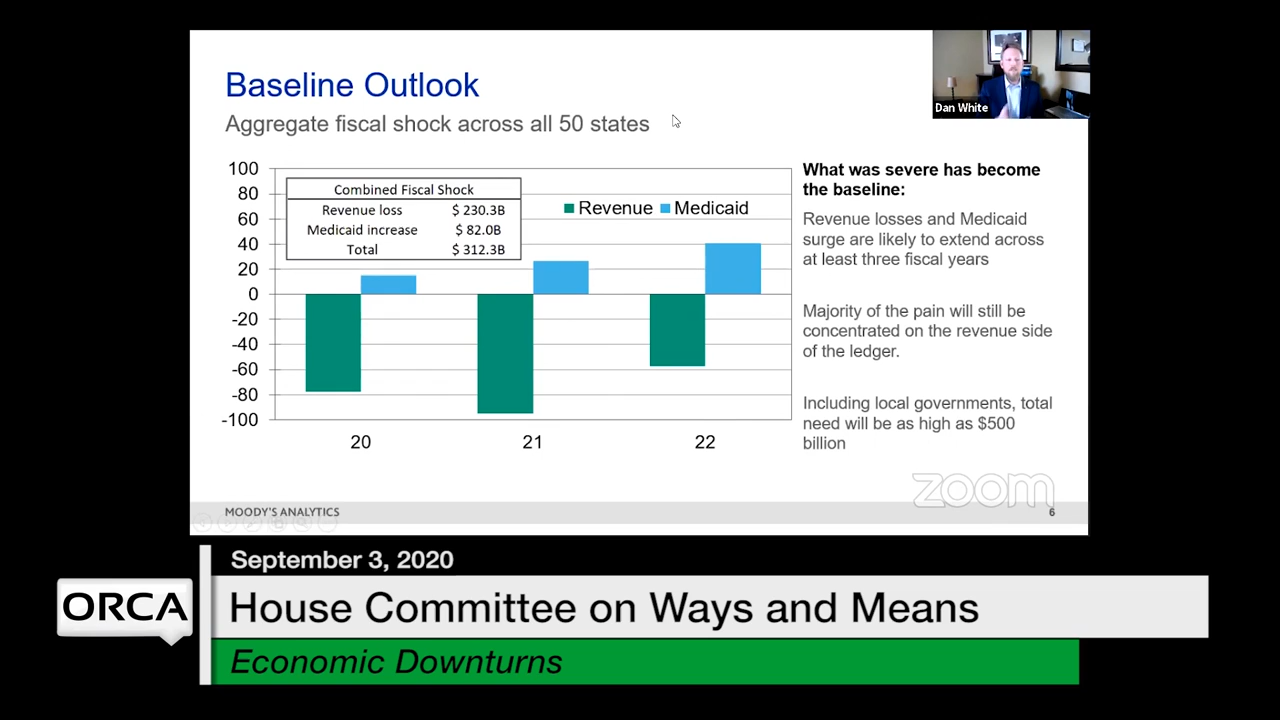 Baseline Outlook
Aggregate fiscal shock across all 50 states
Dan White
100
80
60
40
20
0
-20
-40
-60
-80
-100
Combined Fiscal Shock
Revenue loss $ 230.3B
Medicaid increase $ 82.0B
Total $ 312.3B
Revenue Medicaid
20 21 22
What was severe has become
the baseline:
Revenue losses and Medicaid
surge are likely to extend across
at least three fiscal years
Majority of the pain will still be
concentrated on the revenue side
of the ledger.
Including local governments, total
need will be as high as $500
billion
zoom
MOODY'S ANALYTICS 6
September 3, 2020
ORCA
House Committee on Ways and Means
Economic Downturns